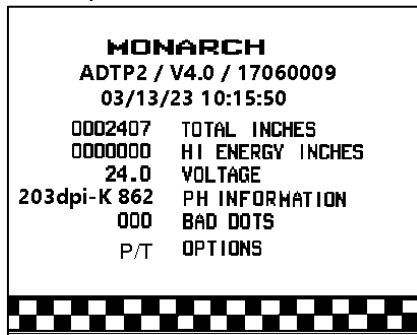 MONARCH
ADTP2 / V4.0 / 17060009
03/13/23 10:15:50
0002407 TOTAL INCHES
0000000 HI ENERGY INCHES
24.0 VOLTAGE
203dpi-K 862 PH INFORMATION
000 BAD DOTS
P/T OPTIONS